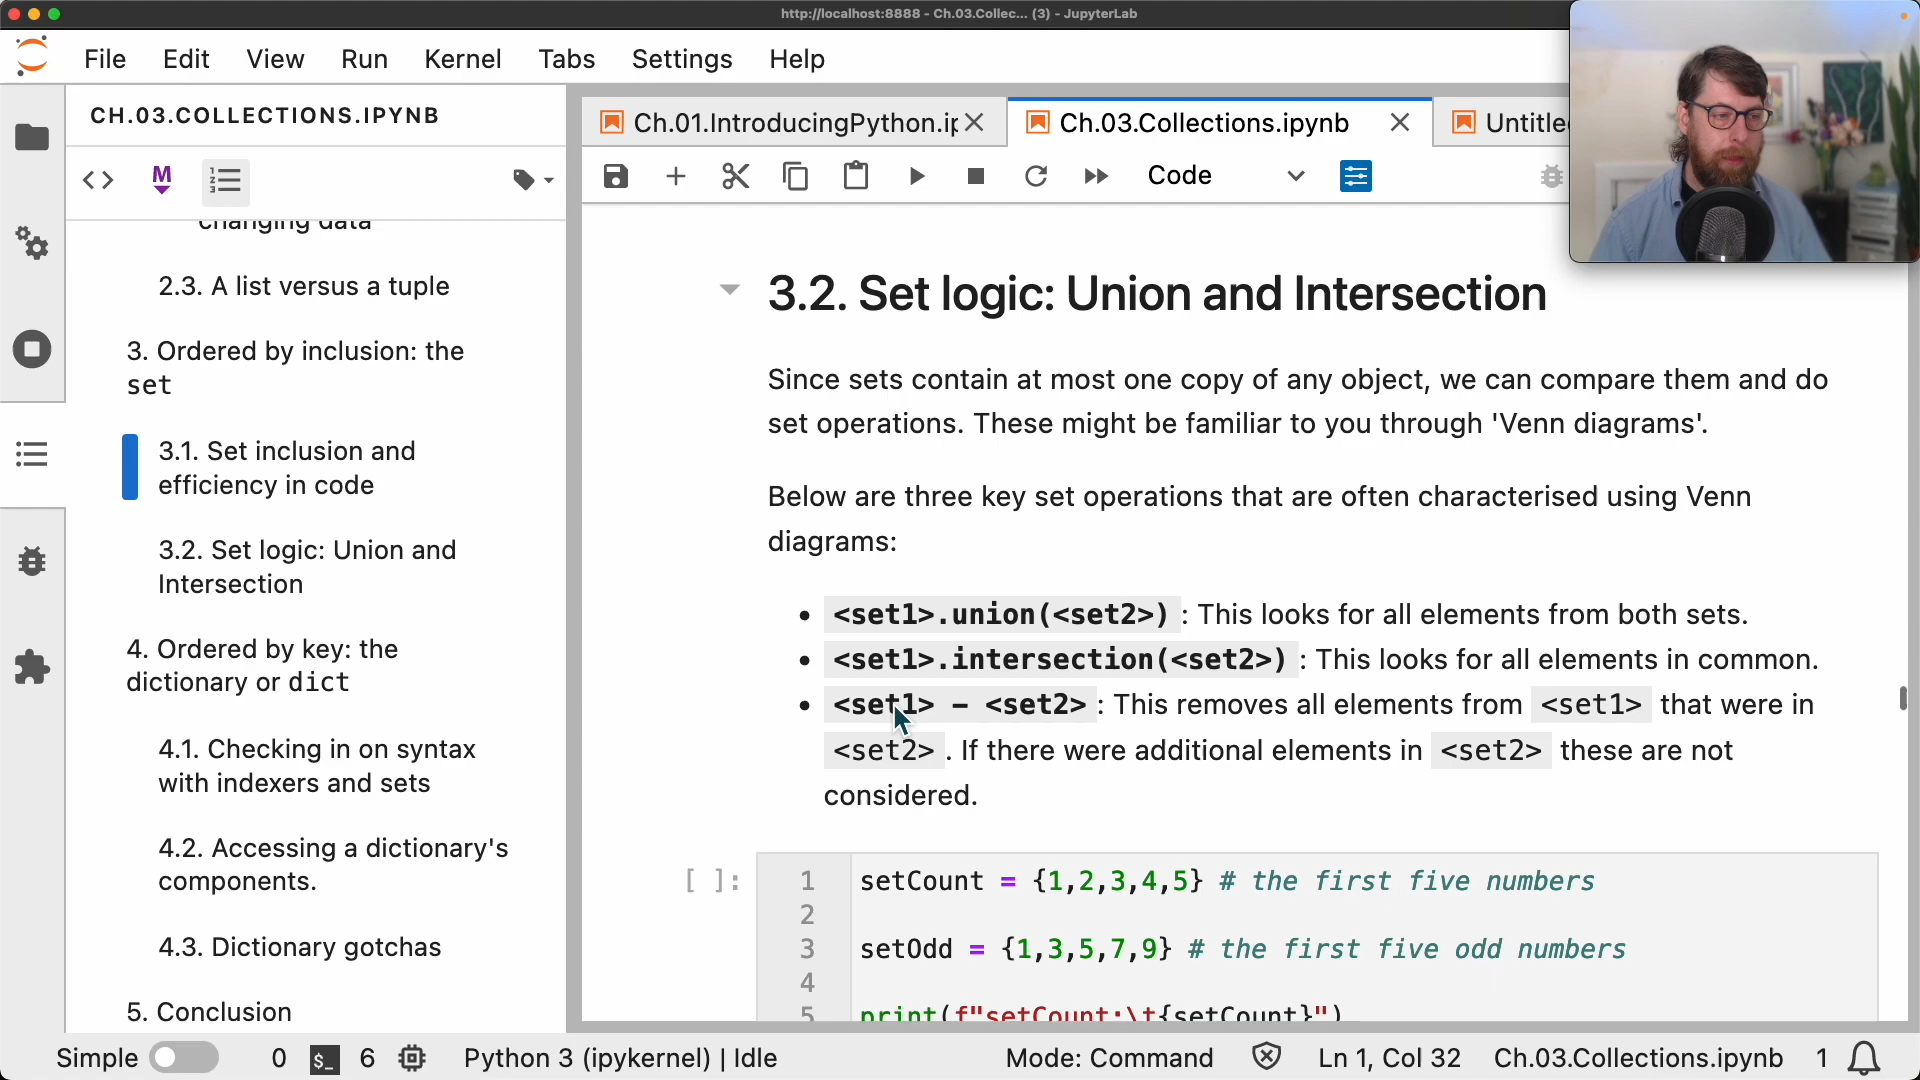 http://localhost:8888 - Ch.03.Collec... (3) - JupyterLab
File Edit View Run Kernel Tabs Settings Help
CH.03.COLLECTIONS.IPYNB
Ch.01.IntroducingPython.ip
Ch.03.Collections.ipynb
Untitle
M
Code
changing data
2.3. A list versus a tuple
3. Ordered by inclusion: the
set
3.1. Set inclusion and
efficiency in code
3.2. Set logic: Union and
Intersection
4. Ordered by key: the
dictionary or dict
4.1. Checking in on syntax
with indexers and sets
4.2. Accessing a dictionary's
components.
4.3. Dictionary gotchas
5. Conclusion
3.2. Set logic: Union and Intersection
Since sets contain at most one copy of any object, we can compare them and do
set operations. These might be familiar to you through 'Venn diagrams'.
Below are three key set operations that are often characterised using Venn
diagrams:
• <set1>.union(<set2>) : This looks for all elements from both sets.
• <set1>.intersection(<set2>) : This looks for all elements in common.
• <set1> - <set2> : This removes all elements from <set1> that were in
<set2> . If there were additional elements in <set2> these are not
considered.
[ ]:
1 setCount = {1,2,3,4,5} # the first five numbers
2
3 setOdd = {1,3,5,7,9} # the first five odd numbers
4
5 print(f"setCount:\t{setCount}")
Simple 0 $_ 6 Python 3 (ipykernel) | Idle Mode: Command Ln 1, Col 32 Ch.03.Collections.ipynb 1